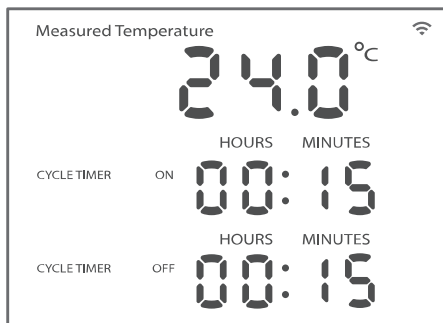 Measured Temperature
24.0°C
HOURS MINUTES
CYCLE TIMER ON 00:15
HOURS MINUTES
CYCLE TIMER OFF 00:15